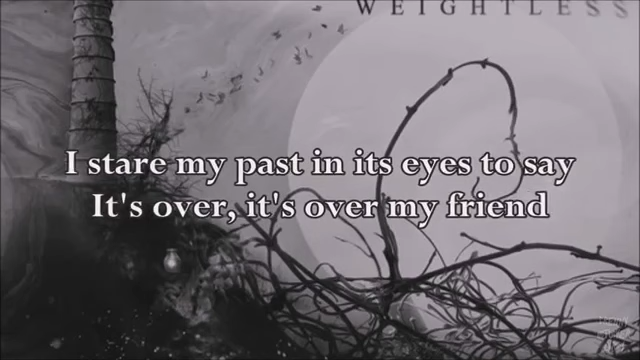 WEIGHTLESS
I stare my past in its eyes to say
It's over, it's over my friend